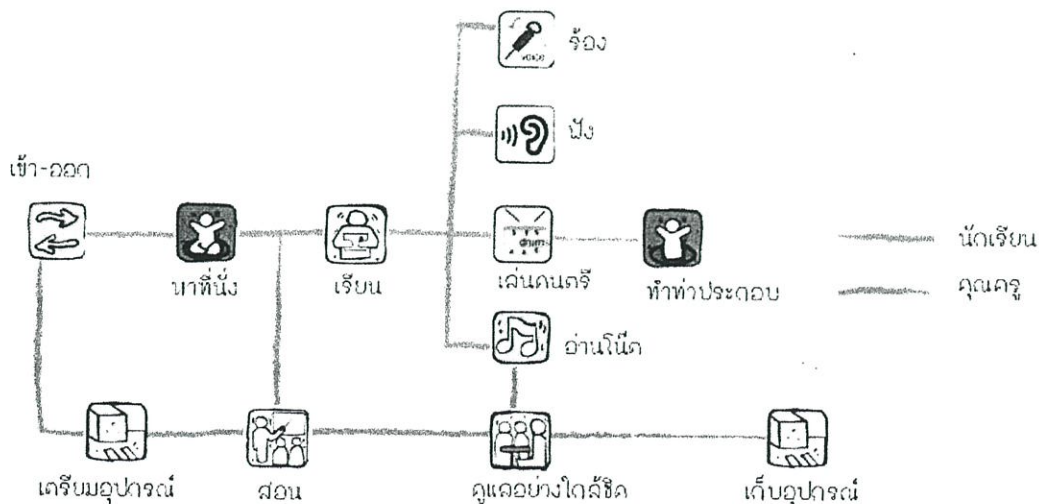 ร้อง
ฟัง
เข้า-ออก
หาที่นั่ง
เรียน
เล่นดนตรี
ทำท่าประกอบ
นักเรียน
คุณครู
อ่านโน๊ต
เตรียมอุปกรณ์
สอน
ดูแลอย่างใกล้ชิด
เก็บอุปกรณ์
drum
voice